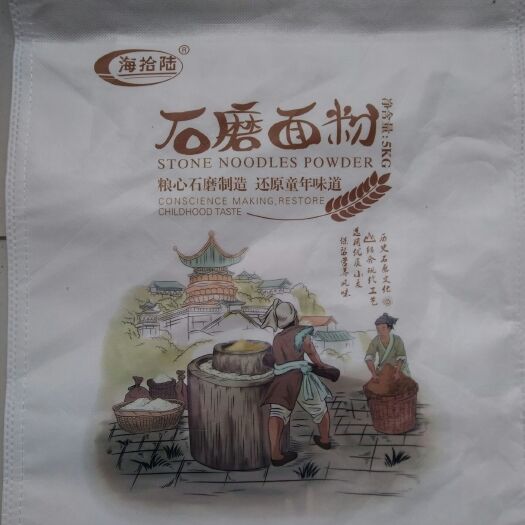 海拾陆®
石磨面粉
净含量:5KG
STONE NOODLES POWDER
粮心石磨制造 还原童年味道
CONSCIENCE MAKING,RESTORE
CHILDHOOD TASTE
历史石磨文化
结合现代工艺
选用优质小麦
保留营养风味